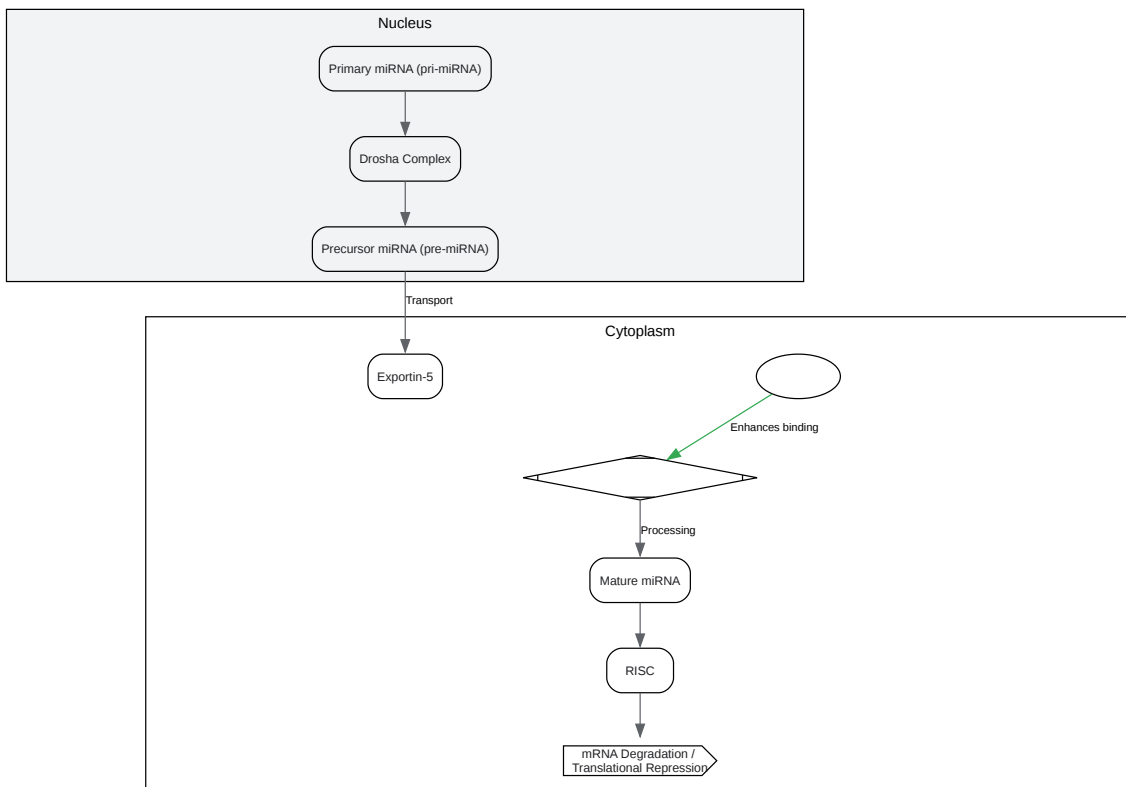 Nucleus
Primary miRNA (pri-miRNA)
Drosha Complex
Precursor miRNA (pre-miRNA)
Transport
Cytoplasm
Exportin-5
Enhances binding
Processing
Mature miRNA
RISC
mRNA Degradation /
Translational Repression